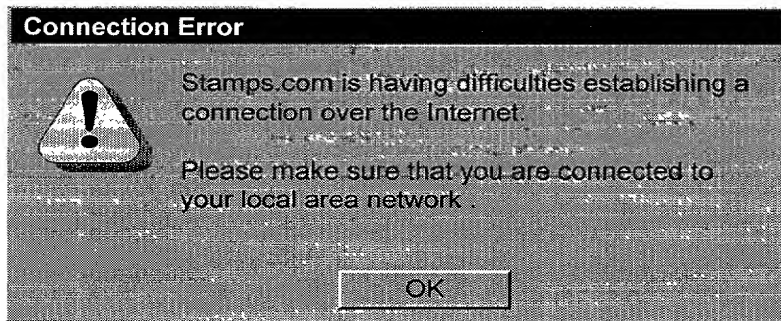 Connection Error
Stamps.com is having difficulties establishing a
connection over the Internet.
Please make sure that you are connected to
your local area network .
OK